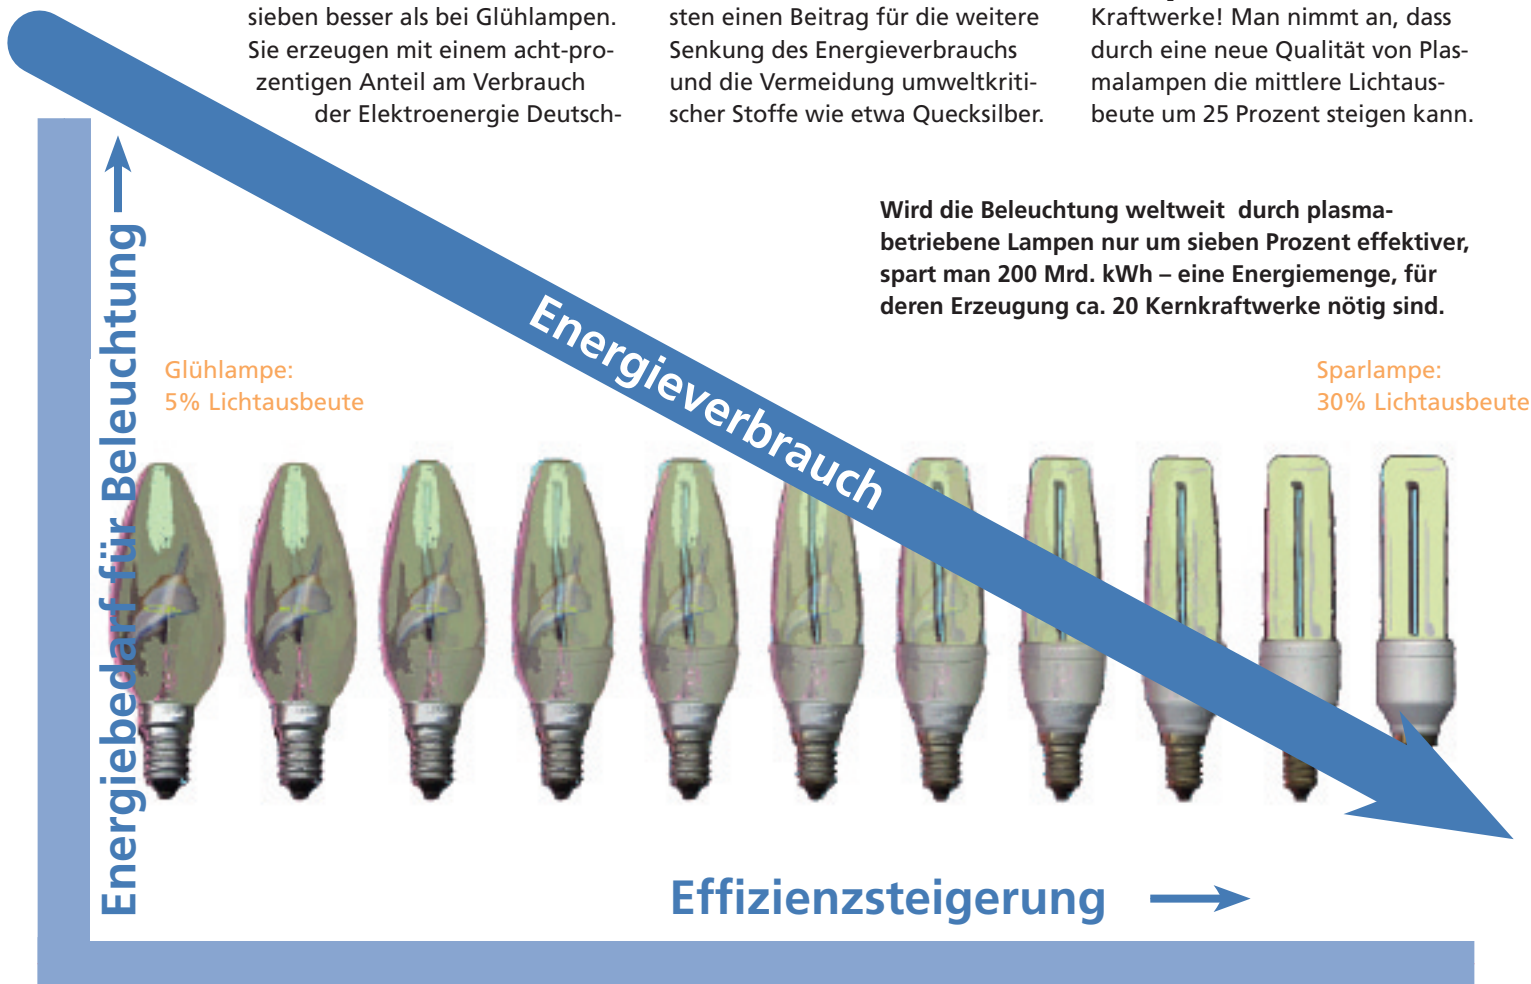 sieben besser als bei Glühlampen.
Sie erzeugen mit einem acht-pro-
zentigen Anteil am Verbrauch
der Elektroenergie Deutsch-
sten einen Beitrag für die weitere
Senkung des Energieverbrauchs
und die Vermeidung umweltkriti-
scher Stoffe wie etwa Quecksilber.
Kraftwerke! Man nimmt an, dass
durch eine neue Qualität von Plas-
malampen die mittlere Lichtaus-
beute um 25 Prozent steigen kann.
Wird die Beleuchtung weltweit durch plasma-
betriebene Lampen nur um sieben Prozent effektiver,
spart man 200 Mrd. kWh – eine Energiemenge, für
deren Erzeugung ca. 20 Kernkraftwerke nötig sind.
Energiebedarf für Beleuchtung
Energieverbrauch
Glühlampe:
5% Lichtausbeute
Sparlampe:
30% Lichtausbeute
Effizienzsteigerung